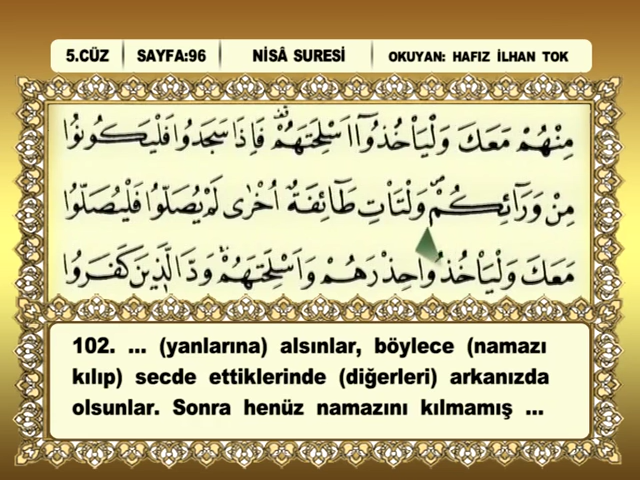 5.CÜZ SAYFA:96 NİSÂ SURESİ OKUYAN: HAFIZ İLHAN TOK
مِنْهُمْ مَعَكَ وَلْيَأْخُذُٓوا اَسْلِحَتَهُمْ۠ فَاِذَا سَجَدُوا فَلْيَكُونُوا
مِنْ وَرَٓائِكُمْۖ وَلْتَأْتِ طَٓائِفَةٌ اُخْرٰى لَمْ يُصَلُّوا فَلْيُصَلُّوا
مَعَكَ وَلْيَأْخُذُوا حِذْرَهُمْ وَاَسْلِحَتَهُمْۚ وَدَّ الَّذ۪ينَ كَفَرُوا
102. ... (yanlarına) alsınlar, böylece (namazı
kılıp) secde ettiklerinde (diğerleri) arkanızda
olsunlar. Sonra henüz namazını kılmamış ...